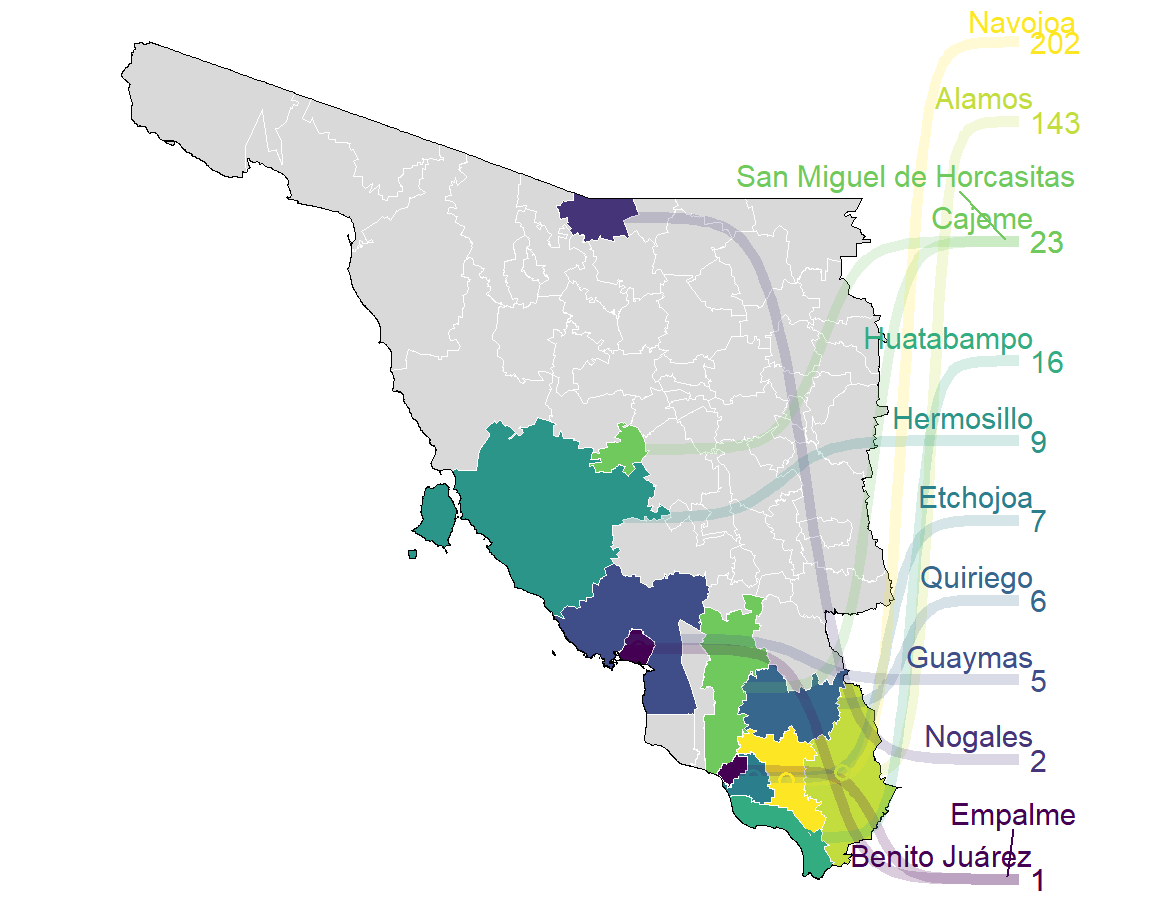 Navojoa
202
Alamos
143
San Miguel de Horcasitas
Cajeme
23
Huatabampo
16
Hermosillo
9
Etchojoa
7
Quiriego
6
Guaymas
5
Nogales
2
Empalme
Benito Juárez
1